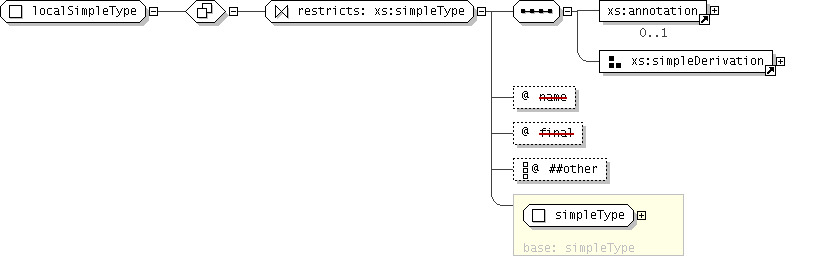 localSimpleType
restricts: xs:simpleType
xs:annotation
0..1
xs:simpleDerivation
@ name
@ final
@ ##other
simpleType
base: simpleType